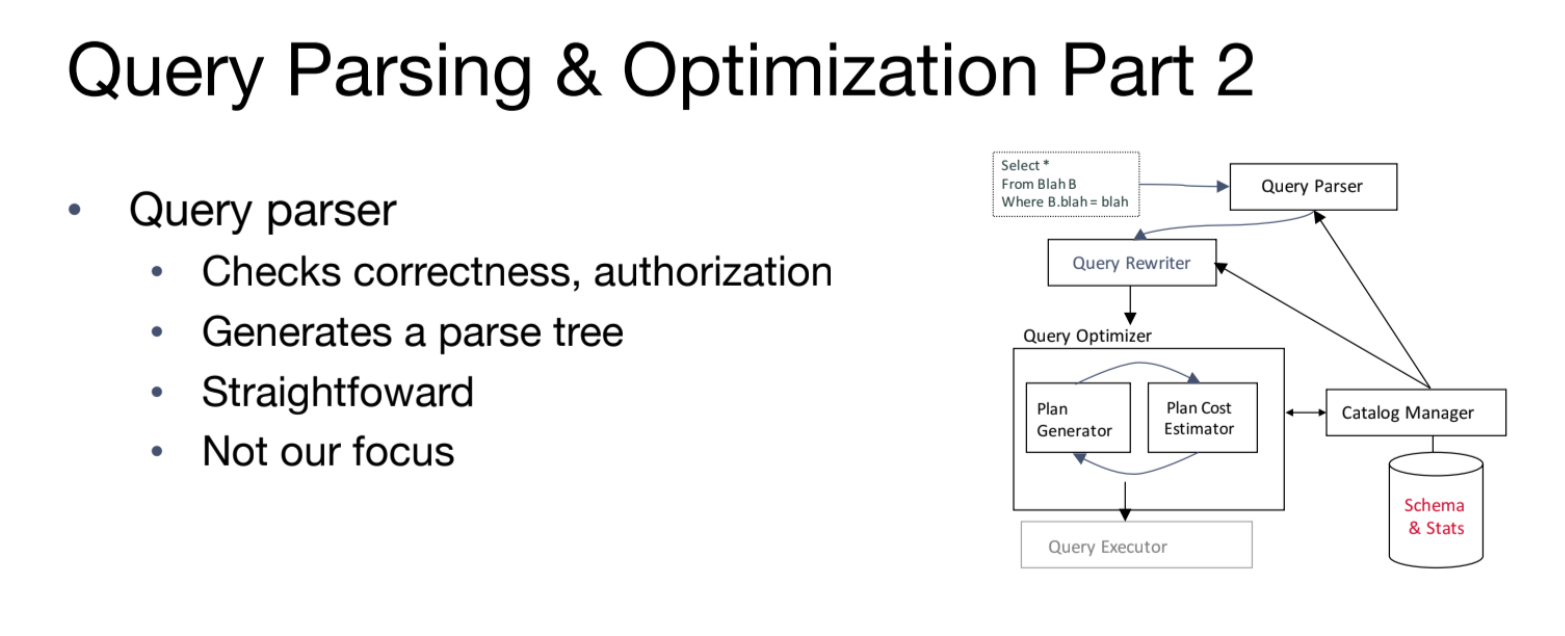 Query Parsing & Optimization Part 2
Query parser
Checks correctness, authorization
Generates a parse tree
Straightfoward
Not our focus
Select *
From Blah B
Where B.blah = blah
Query Parser
Query Rewriter
Query Optimizer
Plan
Generator
Plan Cost
Estimator
Catalog Manager
Schema
& Stats
Query Executor